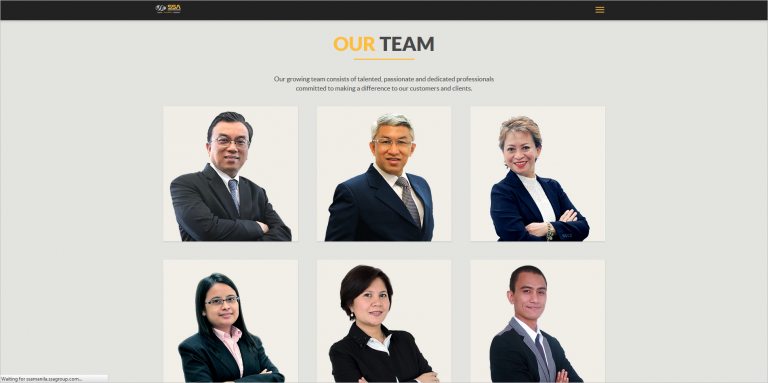 SSA
OUR TEAM
Our growing team consists of talented, passionate and dedicated professionals
committed to making a difference to our customers and clients.
Waiting for ssamanila.ssagroup.com...